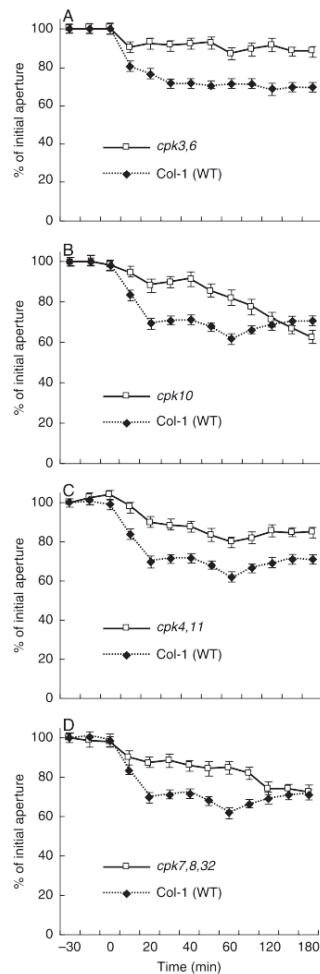 A
100
80
60
40
20
0
% of initial aperture
cpk3,6
Col-1 (WT)
B
100
80
60
40
20
0
% of initial aperture
cpk10
Col-1 (WT)
C
100
80
60
40
20
0
% of initial aperture
cpk4,11
Col-1 (WT)
D
100
80
60
40
20
0
% of initial aperture
cpk7,8,32
Col-1 (WT)
−30 0 20 40 60 120 180
Time (min)